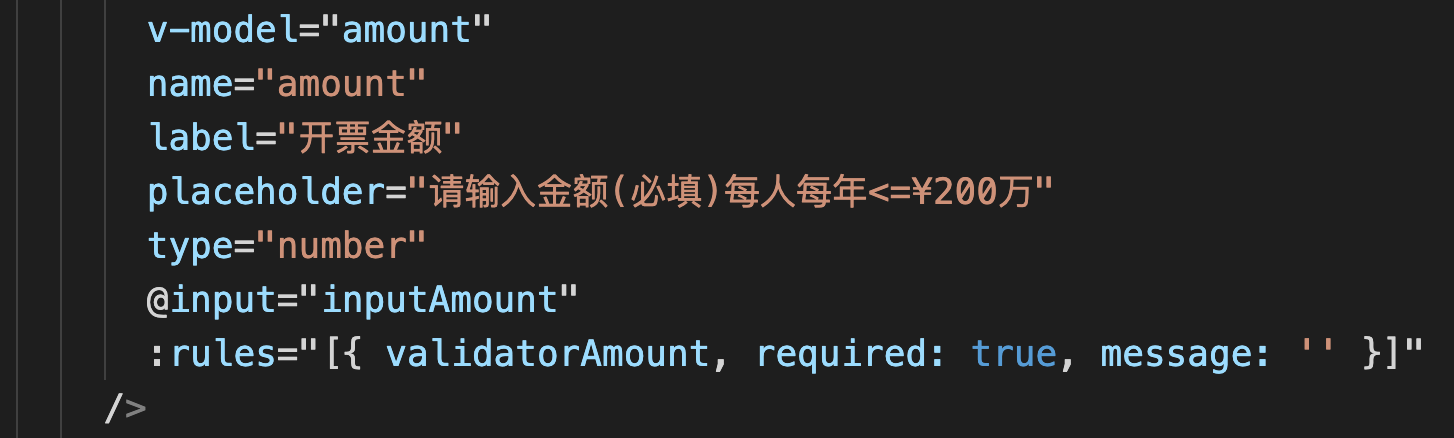 v-model="amount"
name="amount"
label="开票金额"
placeholder="请输入金额(必填)每人每年<=¥200万"
type="number"
@input="inputAmount"
:rules="[{ validatorAmount, required: true, message: '' }]"
/>